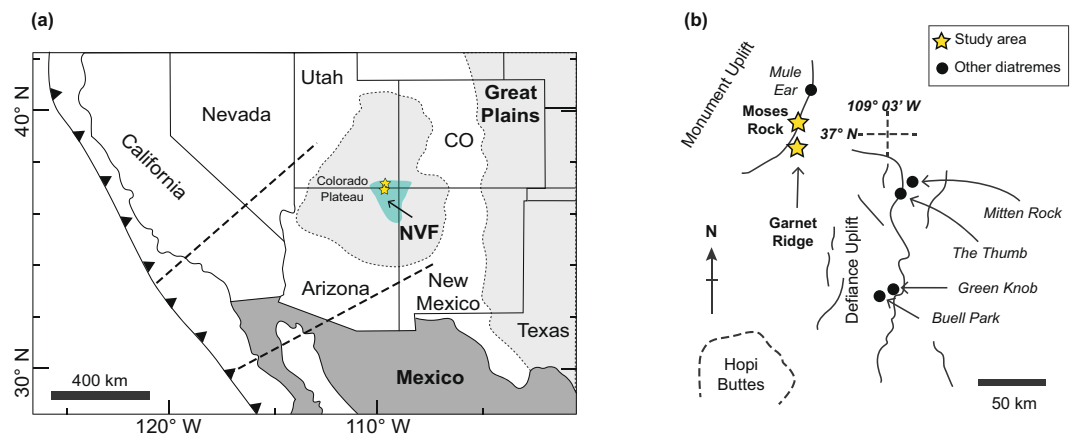 (a)
Utah
Nevada
Great
Plains
CO
California
Colorado
Plateau
NVF
Arizona
New
Mexico
Texas
Mexico
400 km
40° N
30° N
120° W
110° W
(b)
Study area
Other diatremes
Monument Uplift
Mule
Ear
Moses
Rock
109° 03' W
37° N
Garnet
Ridge
Mitten Rock
The Thumb
N
Defiance Uplift
Green Knob
Buell Park
Hopi
Buttes
50 km